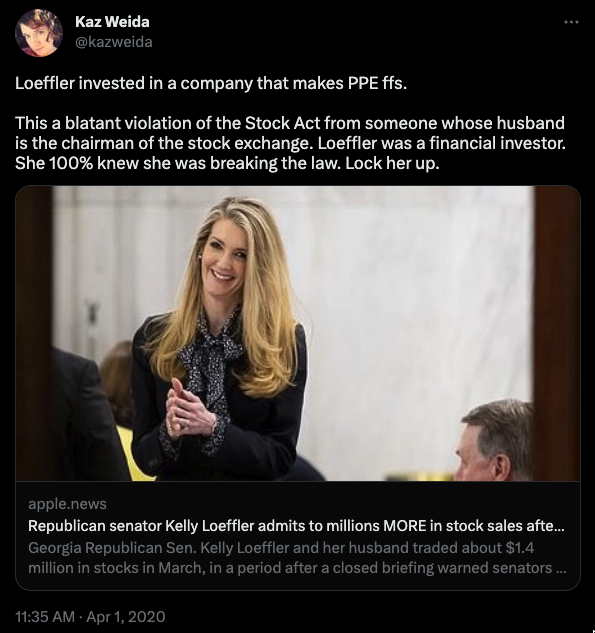 Kaz Weida
@kazweida
Loeffler invested in a company that makes PPE ffs.
This a blatant violation of the Stock Act from someone whose husband
is the chairman of the stock exchange. Loeffler was a financial investor.
She 100% knew she was breaking the law. Lock her up.
apple.news
Republican senator Kelly Loeffler admits to millions MORE in stock sales afte...
Georgia Republican Sen. Kelly Loeffler and her husband traded about $1.4
million in stocks in March, in a period after a closed briefing warned senators ...
11:35 AM · Apr 1, 2020